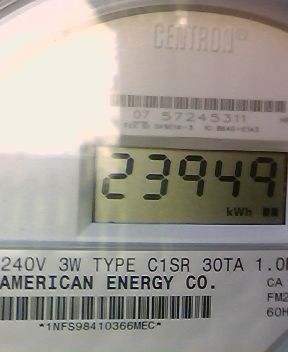 CENTRON®
07 57245311
23949
kWh
240V 3W TYPE C1SR 30TA 1.0
AMERICAN ENERGY CO.
CA
FM2
60H
*1NFS98410366MEC*